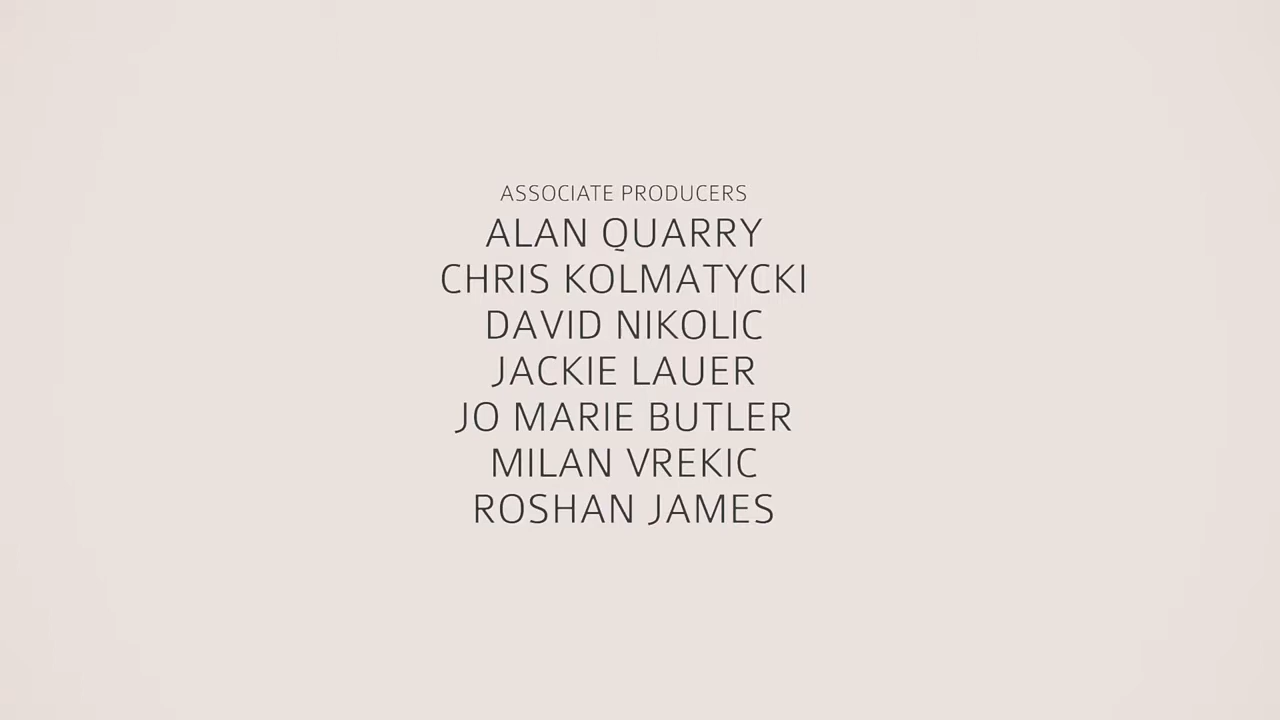 ASSOCIATE PRODUCERS
ALAN QUARRY
CHRIS KOLMATYCKI
DAVID NIKOLIC
JACKIE LAUER
JO MARIE BUTLER
MILAN VREKIC
ROSHAN JAMES